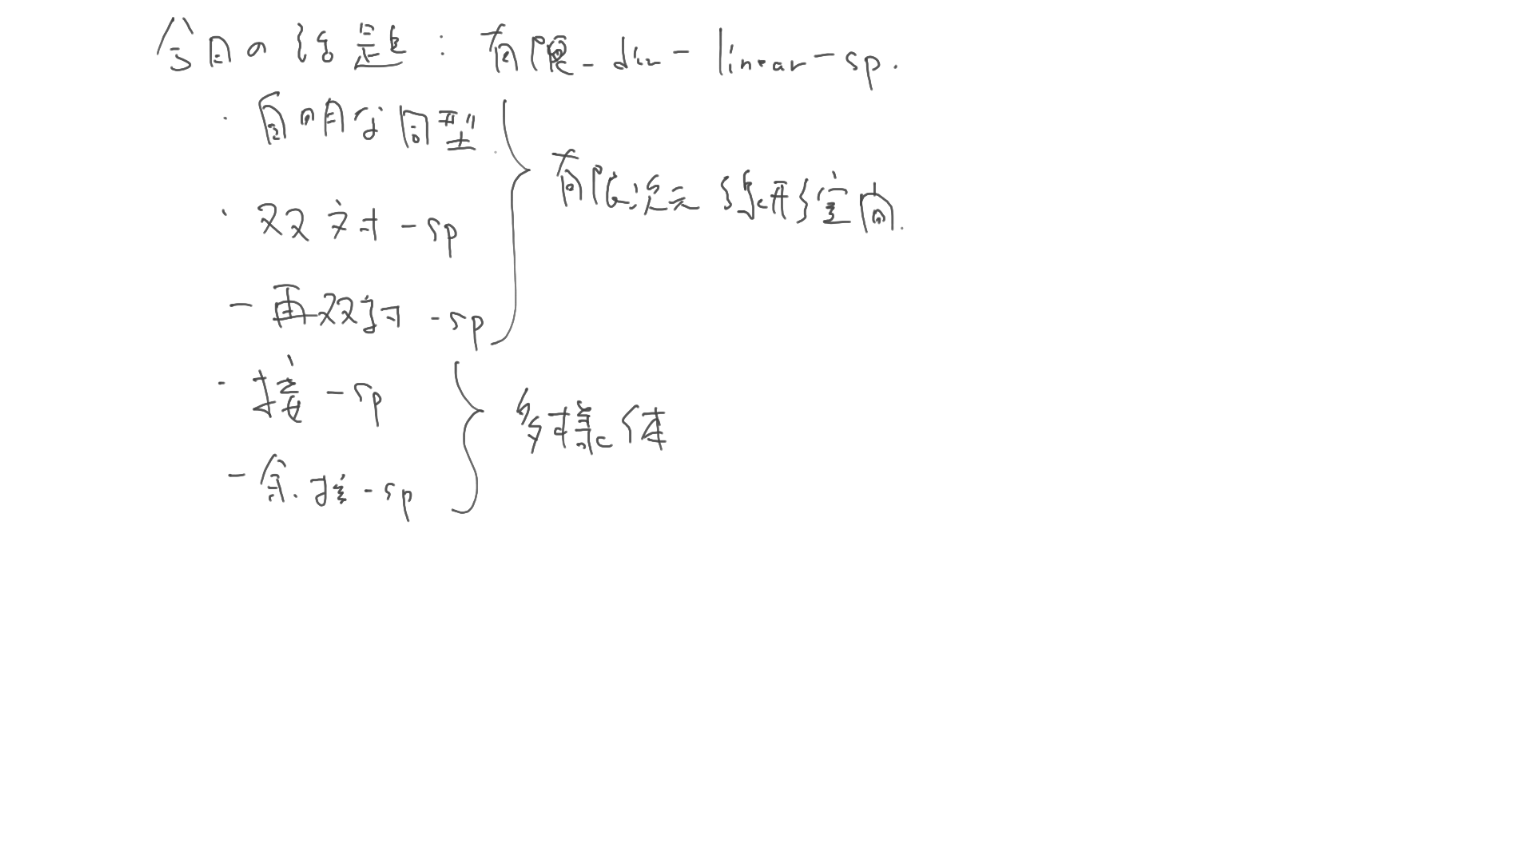 今日の話題 : 有限-dim-linear-sp.
・自明な同型
・双対-sp
-再双対-sp
有限次元線形空間.
・接-sp
-余接-sp
多様体